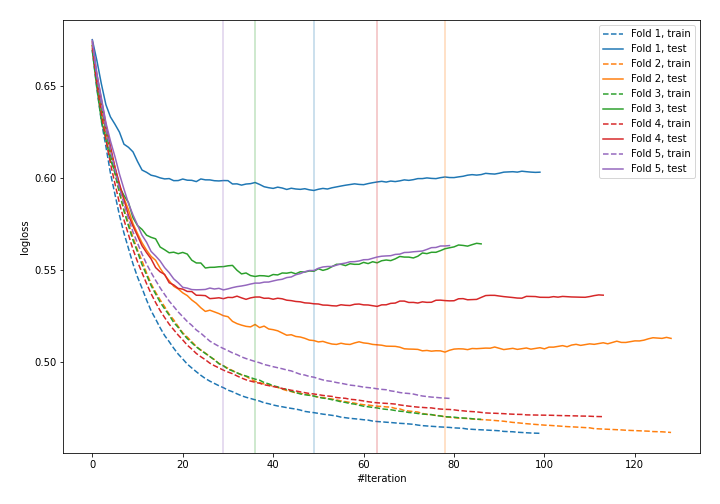 Fold 1, train
Fold 1, test
Fold 2, train
Fold 2, test
Fold 3, train
Fold 3, test
Fold 4, train
Fold 4, test
Fold 5, train
Fold 5, test
0.65
0.60
0.55
0.50
logloss
0 20 40 60 80 100 120
#Iteration